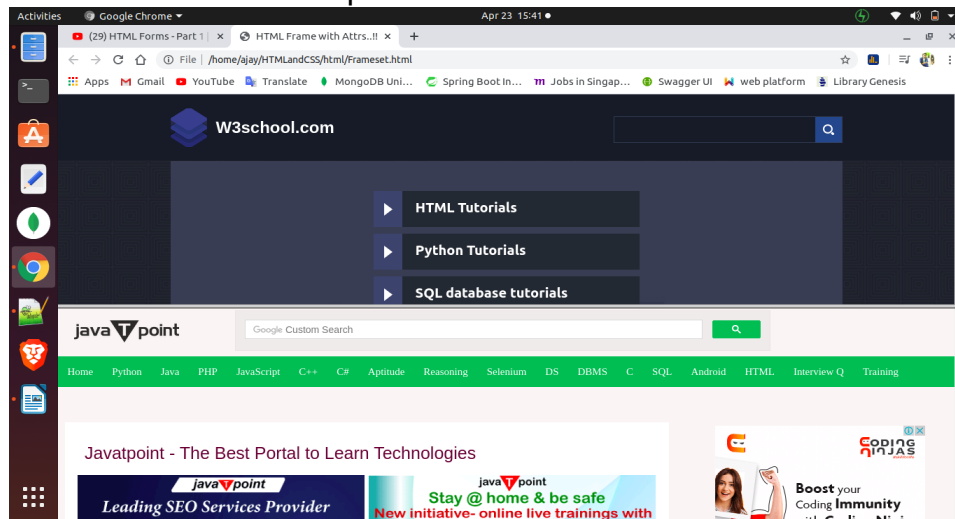 Activities Google Chrome Apr 23 15:41
(29) HTML Forms - Part 1 | HTML Frame with Attrs..!!
File | /home/ajay/HTMLandCSS/html/Frameset.html
Apps Gmail YouTube Translate MongoDB Uni... Spring Boot In... Jobs in Singap... Swagger UI web platform Library Genesis
W3school.com
HTML Tutorials
Python Tutorials
SQL database tutorials
javaTpoint Google Custom Search
Home Python Java PHP JavaScript C++ C# Aptitude Reasoning Selenium DS DBMS C SQL Android HTML Interview Q Training
Javatpoint - The Best Portal to Learn Technologies
javaTpoint
Leading SEO Services Provider
javaTpoint
Stay @ home & be safe
New initiative- online live trainings with
CODING
NINJAS
Boost your
Coding Immunity
with Coding Ninj